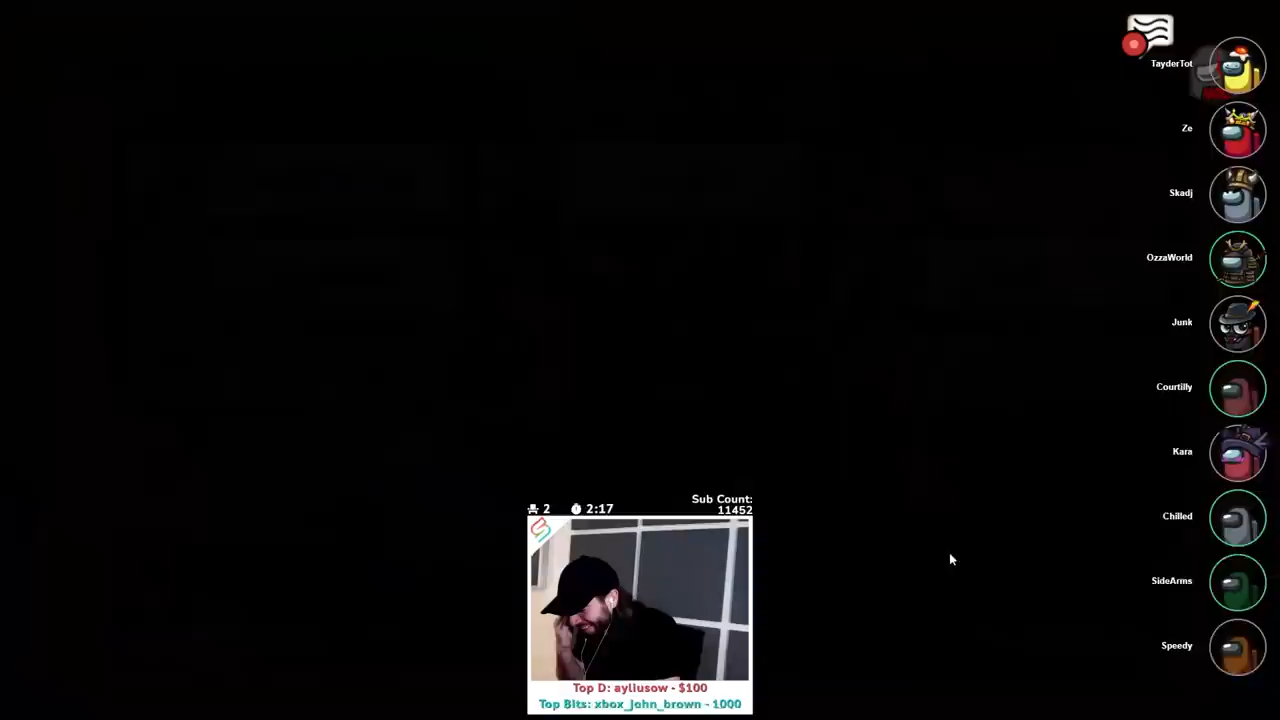 TayderTot
Ze
Skadj
OzzaWorld
Junk
Courtilly
Kara
Chilled
SideArms
Speedy
Sub Count:
2 2:17 11452
Top D: ayliusow - $100
Top Bits: xbox_john_brown - 1000